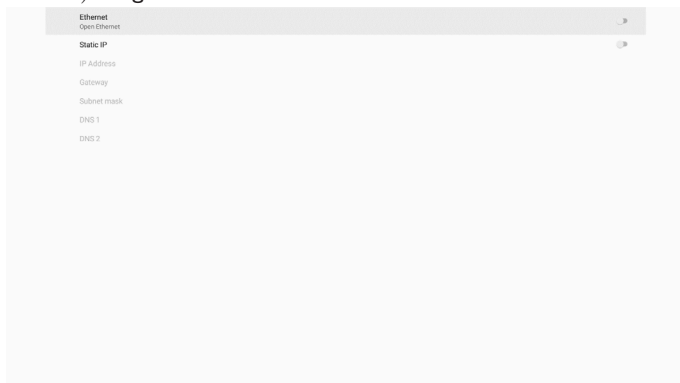 Ethernet
Open Ethernet
Static IP
IP Address
Gateway
Subnet mask
DNS 1
DNS 2